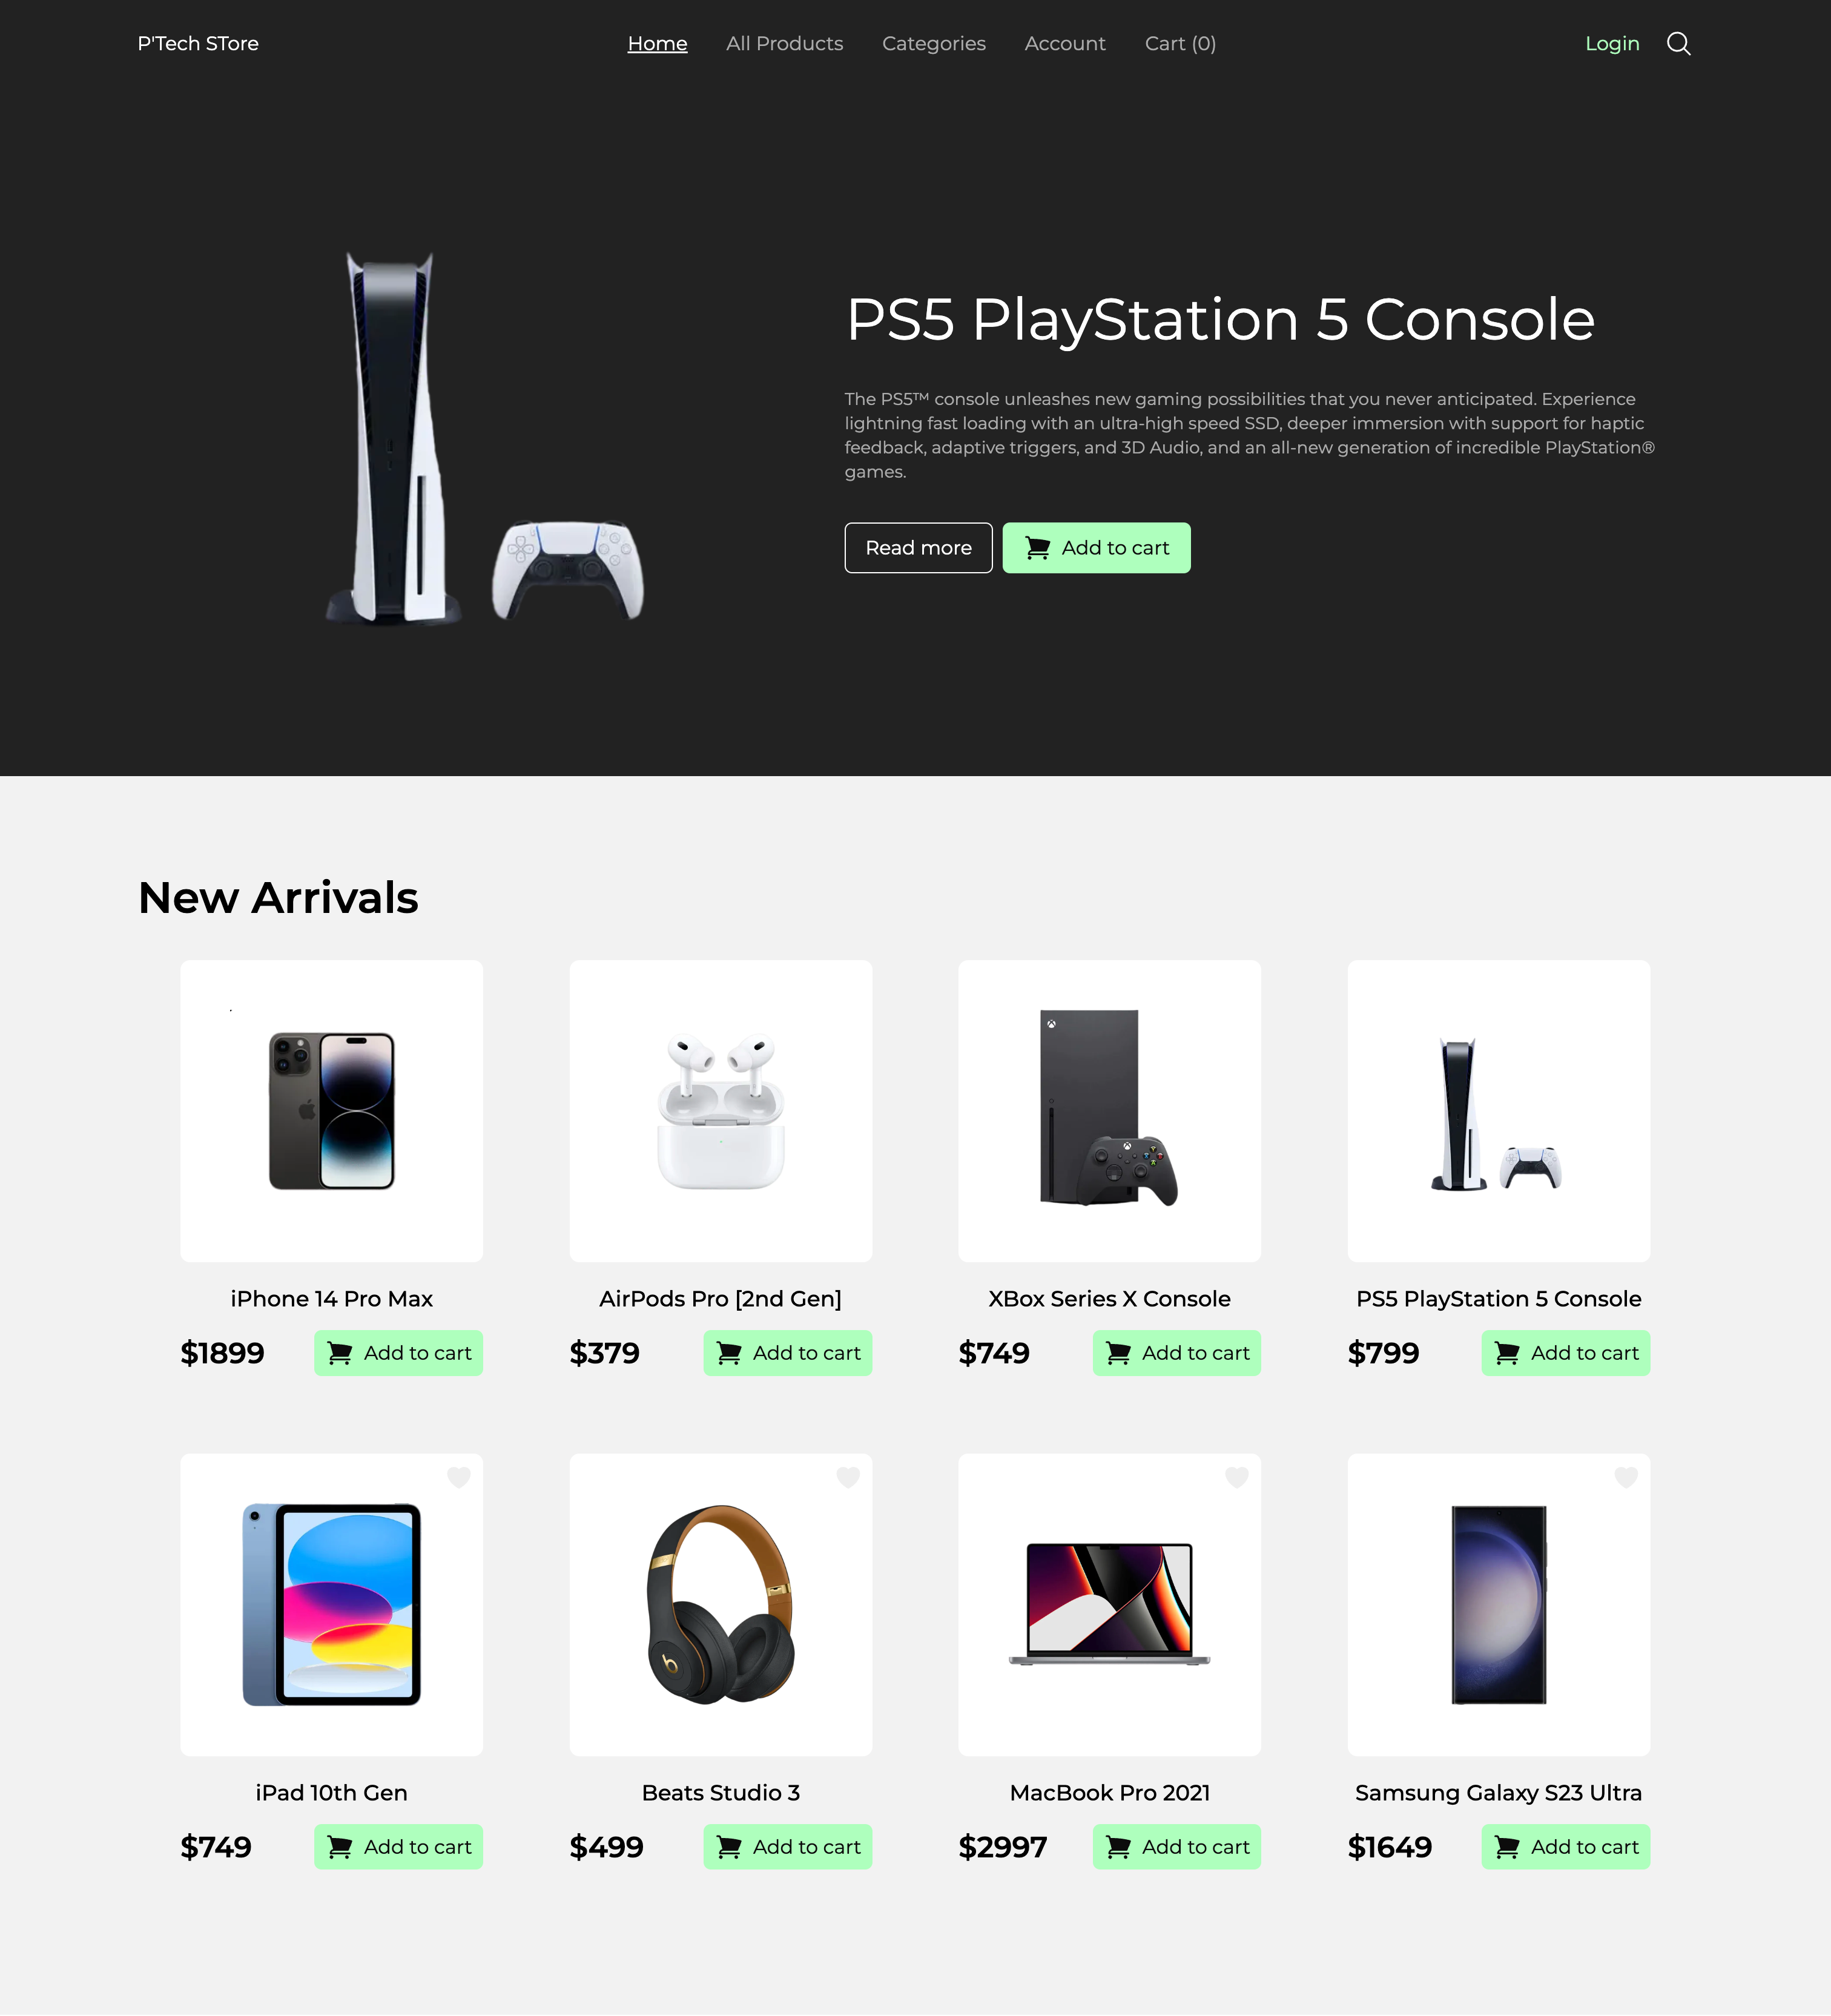 P'Tech STore
Home
All Products
Categories
Account
Cart (0)
Login
PS5 PlayStation 5 Console
The PS5™ console unleashes new gaming possibilities that you never anticipated. Experience
lightning fast loading with an ultra-high speed SSD, deeper immersion with support for haptic
feedback, adaptive triggers, and 3D Audio, and an all-new generation of incredible PlayStation®
games.
Read more
Add to cart
New Arrivals
iPhone 14 Pro Max
$1899
Add to cart
AirPods Pro [2nd Gen]
$379
Add to cart
XBox Series X Console
$749
Add to cart
PS5 PlayStation 5 Console
$799
Add to cart
iPad 10th Gen
$749
Add to cart
Beats Studio 3
$499
Add to cart
MacBook Pro 2021
$2997
Add to cart
Samsung Galaxy S23 Ultra
$1649
Add to cart